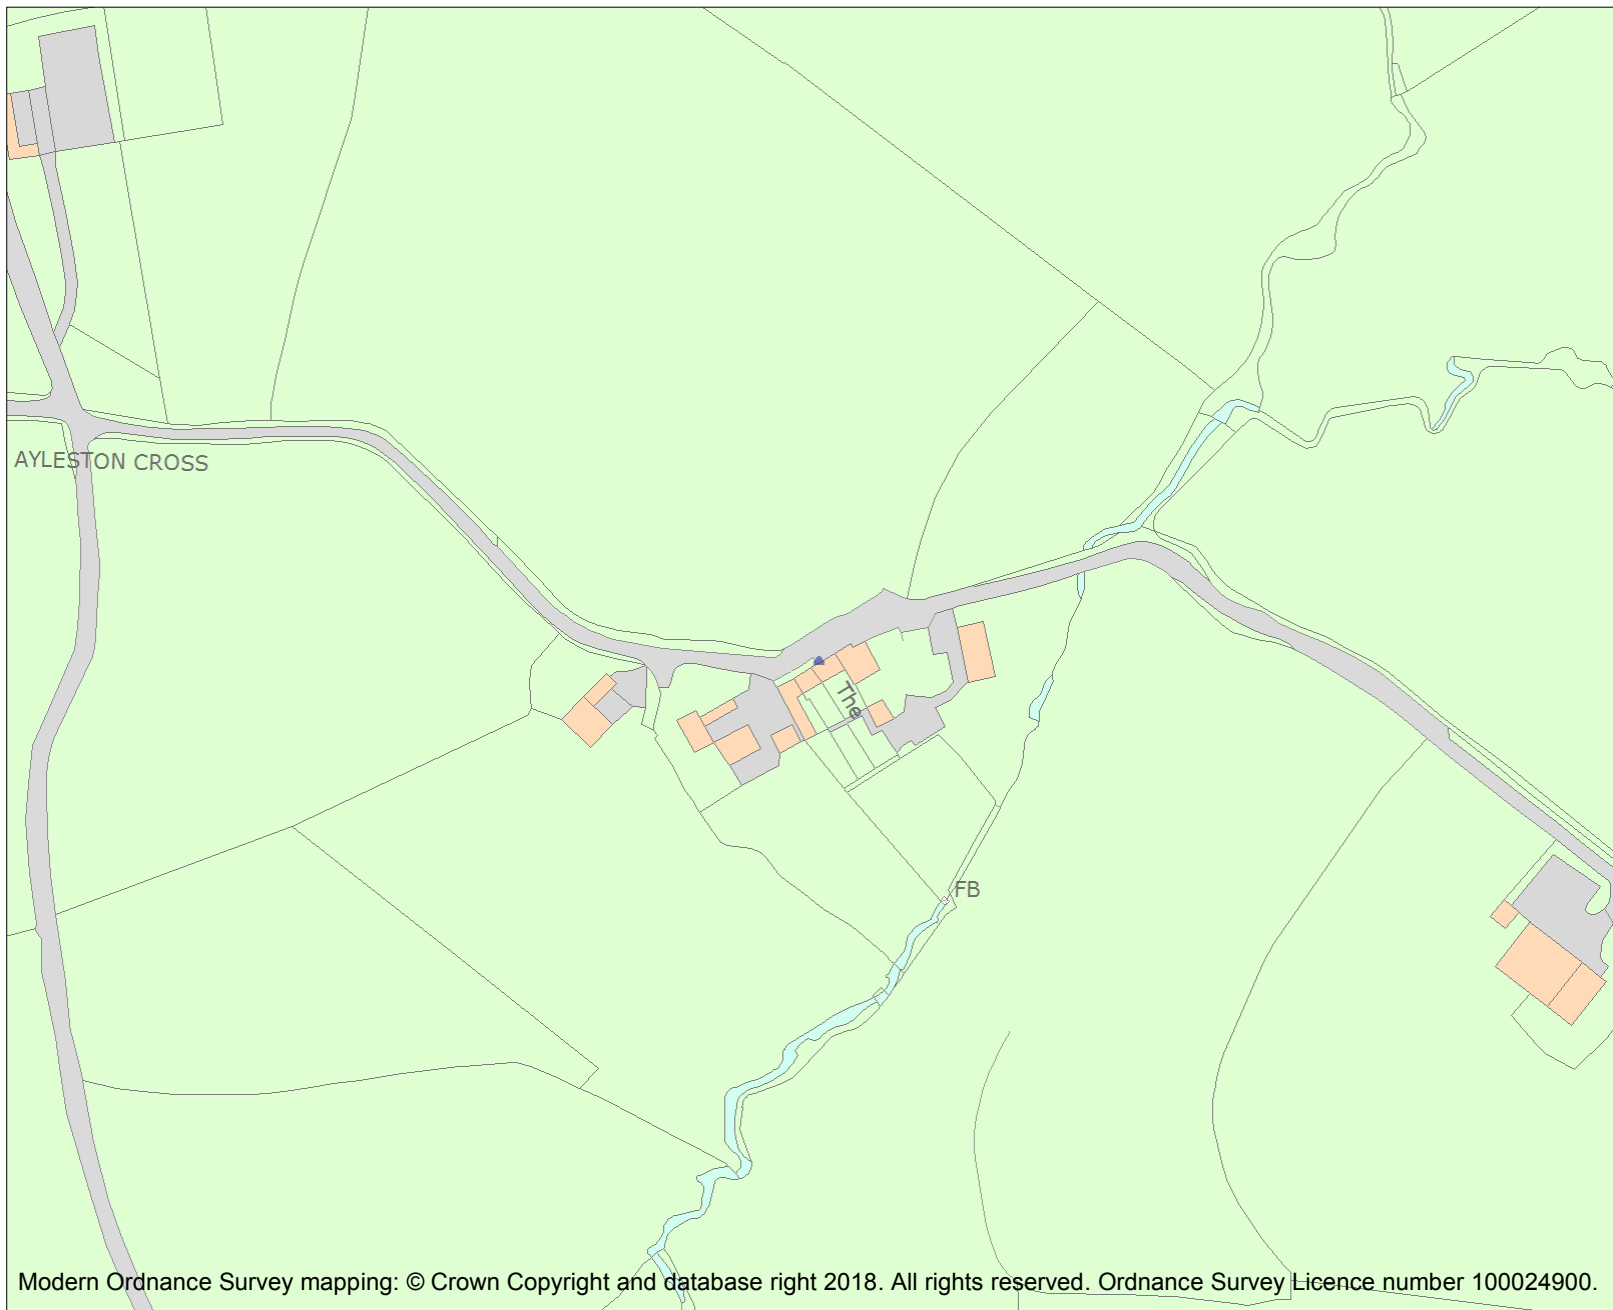 AYLESTON CROSS
The
FB
Modern Ordnance Survey mapping: © Crown Copyright and database right 2018. All rights reserved. Ordnance Survey Licence number 100024900.